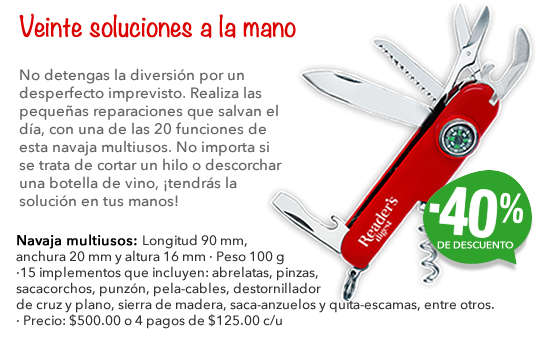 Veinte soluciones a la mano
No detengas la diversión por un
desperfecto imprevisto. Realiza las
pequeñas reparaciones que salvan el
día, con una de las 20 funciones de
esta navaja multiusos. No importa si
se trata de cortar un hilo o descorchar
una botella de vino, ¡tendrás la
solución en tus manos!
Reader's
digest
-40%
DE DESCUENTO
Navaja multiusos: Longitud 90 mm,
anchura 20 mm y altura 16 mm · Peso 100 g
·15 implementos que incluyen: abrelatas, pinzas,
sacacorchos, punzón, pela-cables, destornillador
de cruz y plano, sierra de madera, saca-anzuelos y quita-escamas, entre otros.
· Precio: $500.00 o 4 pagos de $125.00 c/u